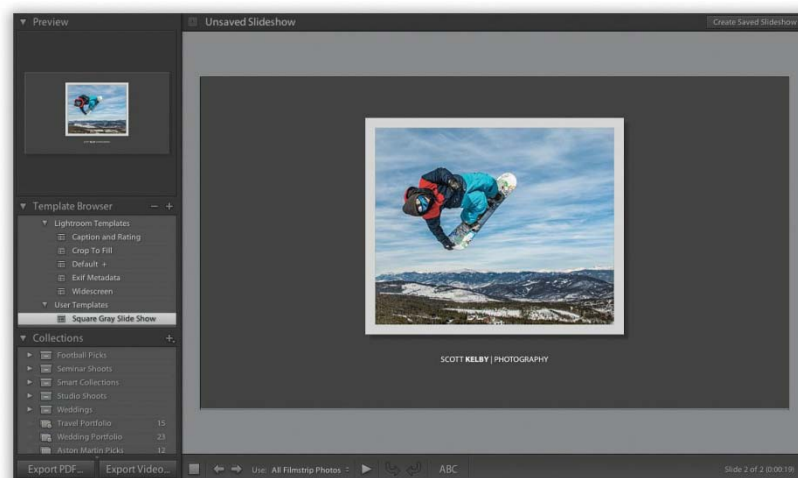 Preview
Unsaved Slideshow
Create Saved Slideshow
SCOTT KELBY | PHOTOGRAPHY
Template Browser − +
Lightroom Templates
Caption and Rating
Crop To Fill
Default +
Exif Metadata
Widescreen
User Templates
Square Gray Slide Show
Collections +
Football Picks
Seminar Shoots
Smart Collections
Studio Shoots
Weddings
Travel Portfolio 15
Wedding Portfolio 23
Aston Martin Picks 12
SCOTT KELBY | PHOTOGRAPHY
Export PDF... Export Video...
Use: All Filmstrip Photos ABC Slide 2 of 2 (0:00:19)